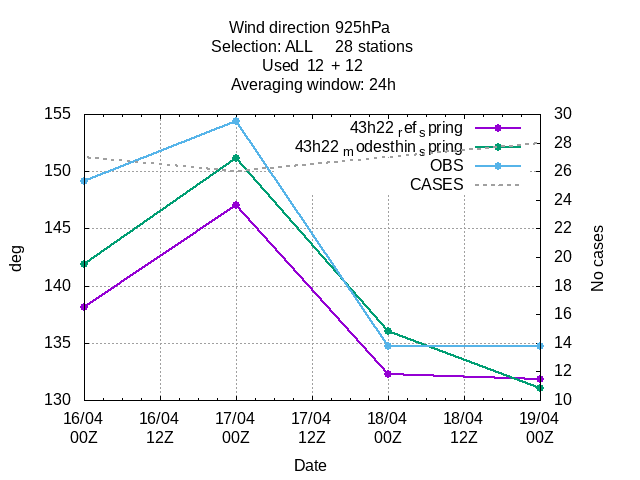 Wind direction 925hPa
Selection: ALL 28 stations
Used 12 + 12
Averaging window: 24h
155 30
43h22 ref spring
28
43h22 modesthin spring
150 26
OBS
24
CASES
145 22
deg
20
No cases
140 18
16
135 14
12
130 10
16/04 16/04 17/04 17/04 18/04 18/04 19/04
00Z 12Z 00Z 12Z 00Z 12Z 00Z
Date